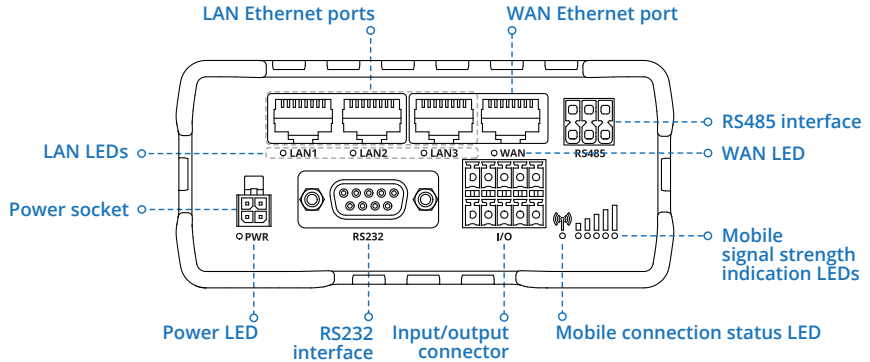 LAN Ethernet ports
WAN Ethernet port
RS485 interface
LAN LEDs
LAN1
LAN2
LAN3
WAN
RS485
WAN LED
Power socket
PWR
RS232
I/O
Mobile
signal strength
indication LEDs
Power LED
RS232
interface
Input/output
connector
Mobile connection status LED